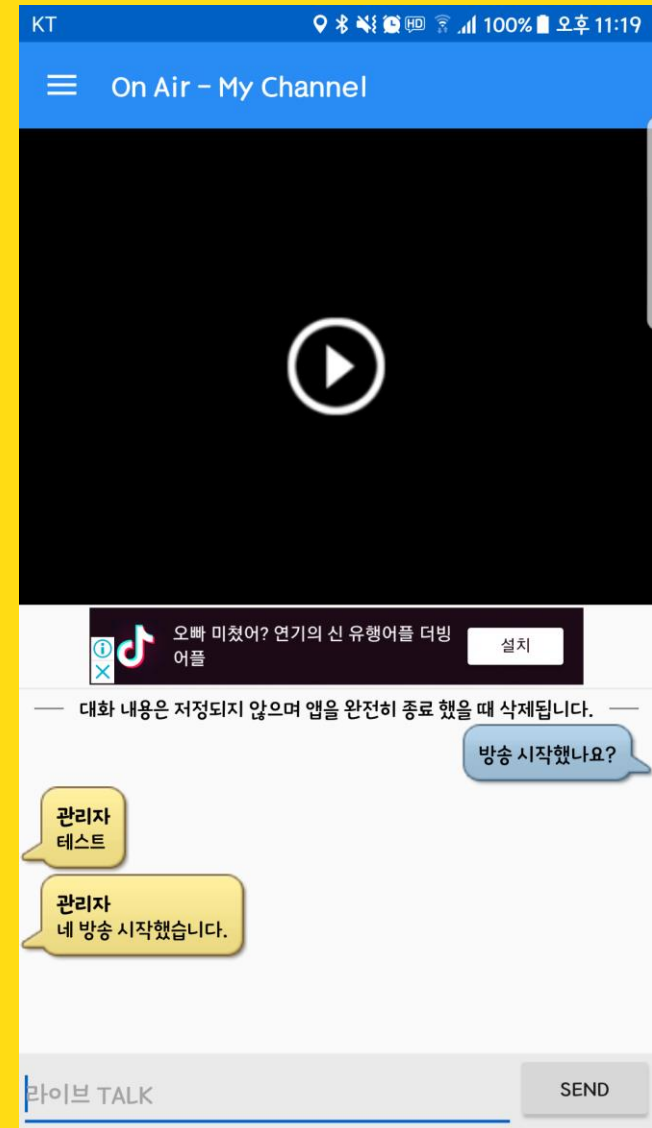 KT
HD
100%
오후 11:19
On Air - My Channel
오빠 미쳤어? 연기의 신 유행어플 더빙
어플
설치
대화 내용은 저정되지 않으며 앱을 완전히 종료 했을 때 삭제됩니다.
방송 시작했나요?
관리자
테스트
관리자
네 방송 시작했습니다.
라이브 TALK
SEND